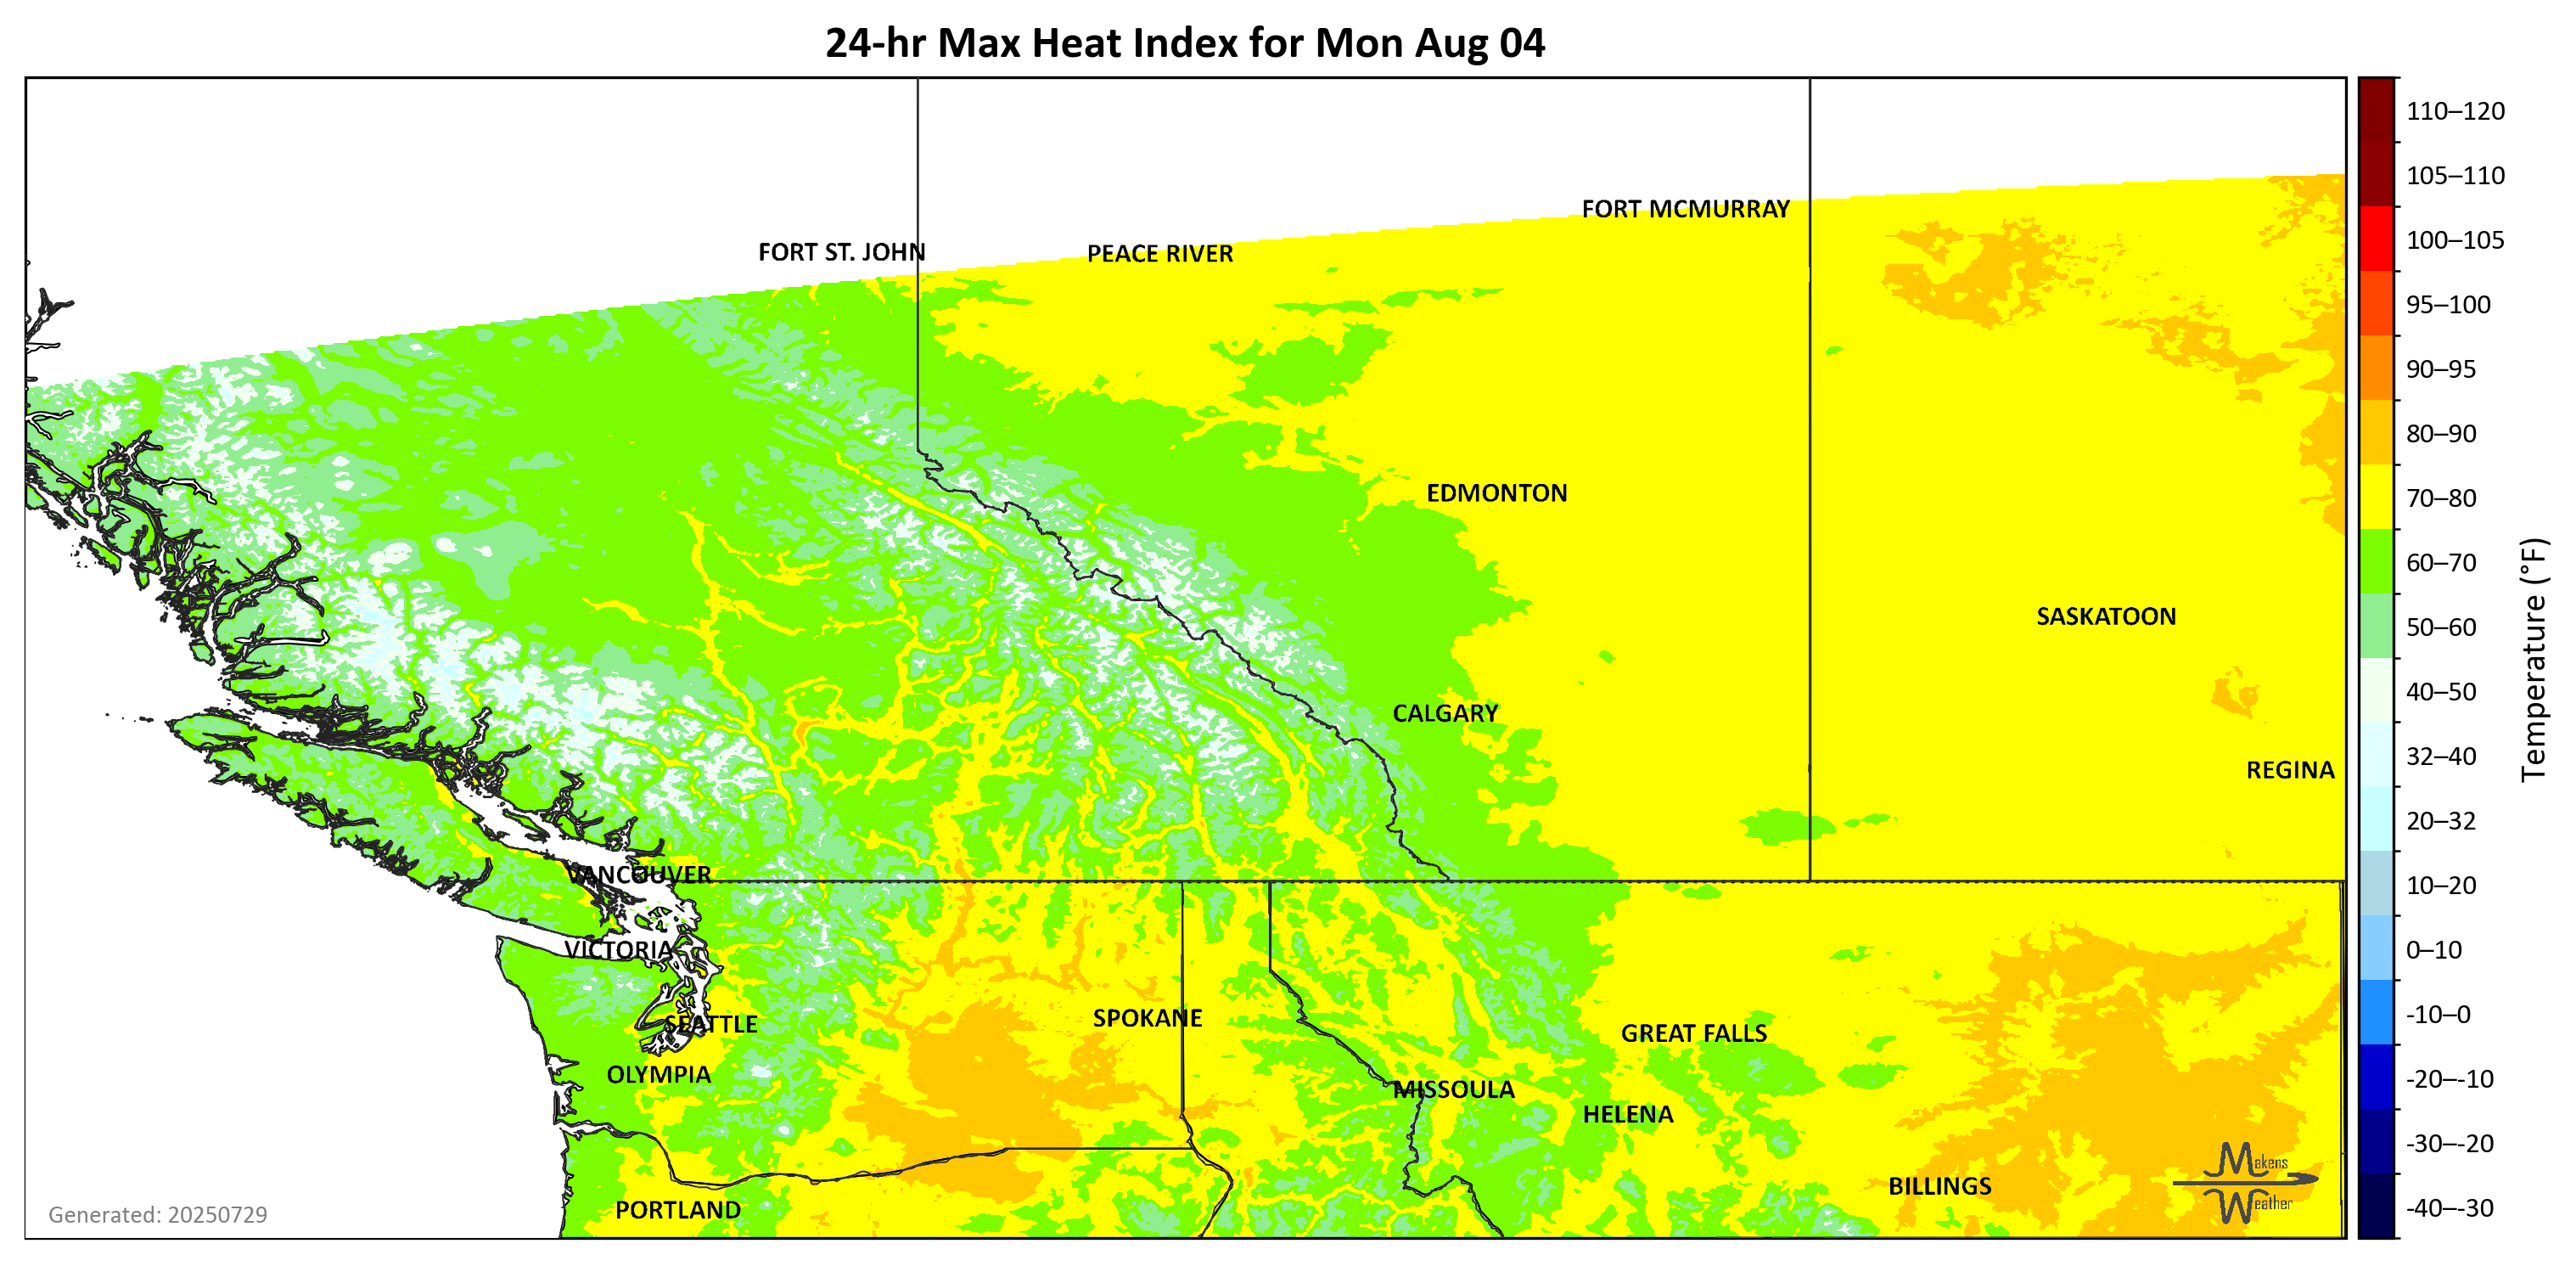 24-hr Max Heat Index for Mon Aug 04
110–120
105–110
FORT MCMURRAY
100–105
FORT ST. JOHN
PEACE RIVER
95–100
90–95
80–90
EDMONTON
70–80
60–70
SASKATOON
50–60
Temperature (°F)
40–50
CALGARY
32–40
REGINA
20–32
VANCOUVER
10–20
VICTORIA
0–10
SEATTLE
SPOKANE
-10–0
GREAT FALLS
OLYMPIA
-20–-10
MISSOULA
HELENA
-30–-20
Makens
Weather
BILLINGS
PORTLAND
-40–-30
Generated: 20250729